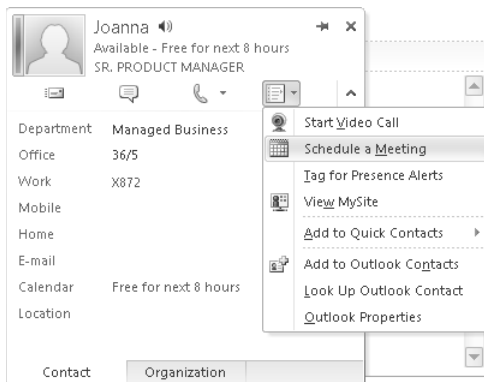 Joanna
Available - Free for next 8 hours
SR. PRODUCT MANAGER
Department Managed Business
Office 36/5
Work X872
Mobile
Home
E-mail
Calendar Free for next 8 hours
Location
Contact Organization
Start Video Call
Schedule a Meeting
Tag for Presence Alerts
View MySite
Add to Quick Contacts
Add to Outlook Contacts
Look Up Outlook Contact
Outlook Properties